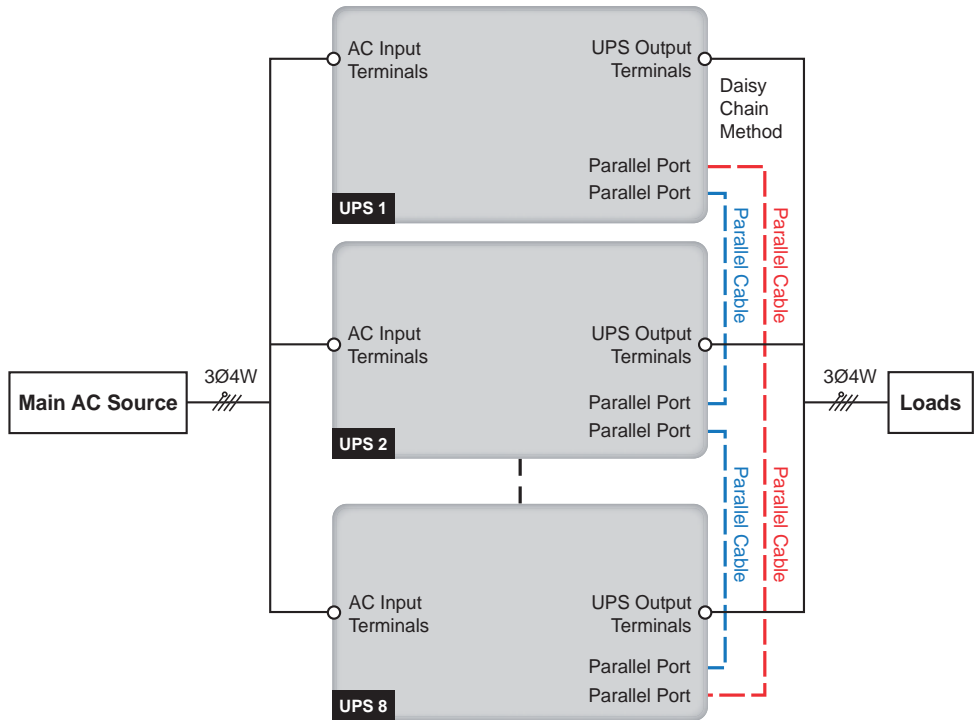 AC Input
Terminals
UPS Output
Terminals
Daisy
Chain
Method
Parallel Port
Parallel Port
UPS 1
Parallel Cable
Parallel Cable
AC Input
Terminals
UPS Output
Terminals
Main AC Source
3Ø4W
3Ø4W
Loads
Parallel Port
Parallel Port
UPS 2
Parallel Cable
Parallel Cable
AC Input
Terminals
UPS Output
Terminals
Parallel Port
Parallel Port
UPS 8